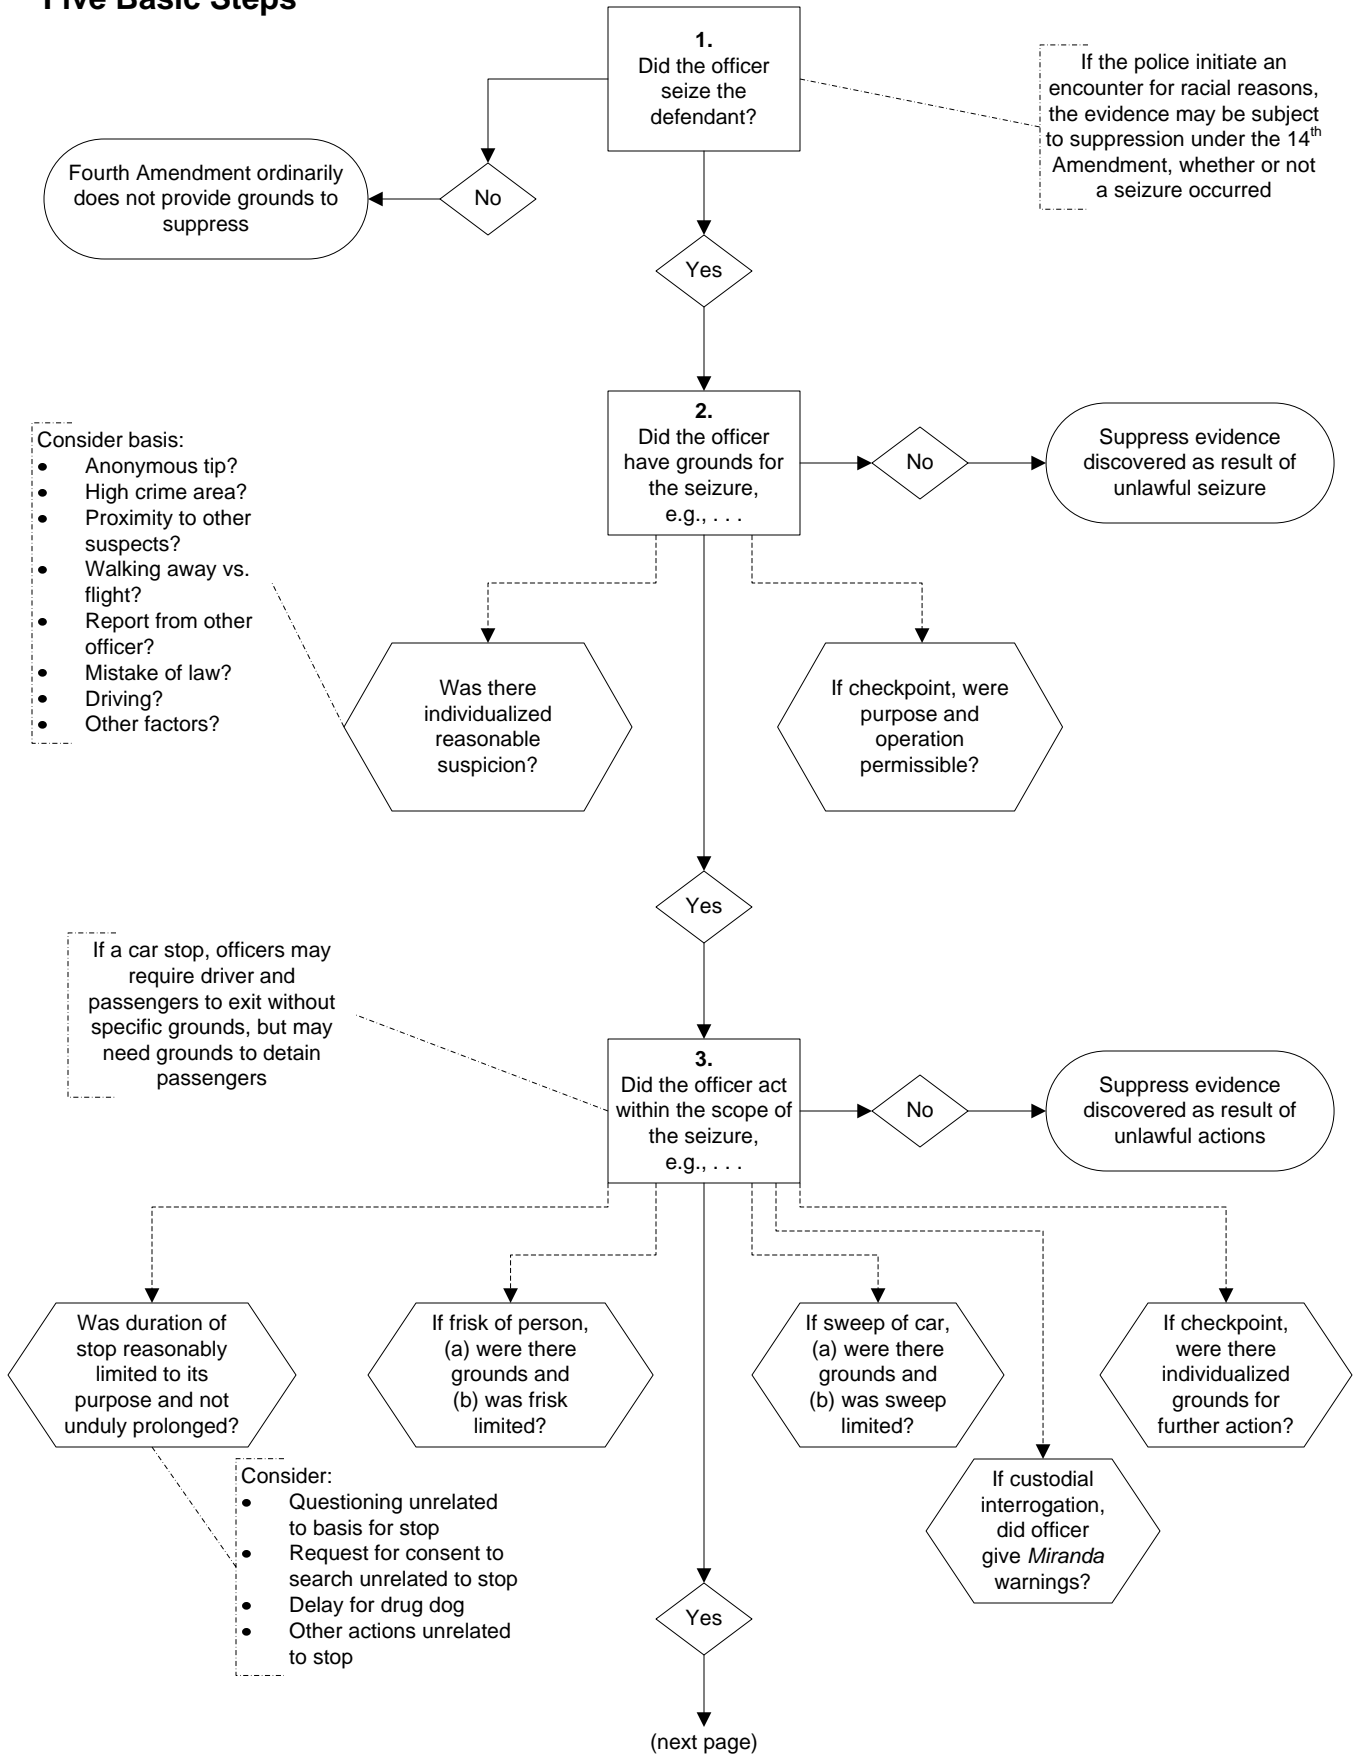 Five Basic Steps
1.
Did the officer
seize the
defendant?
If the police initiate an
encounter for racial reasons,
the evidence may be subject
to suppression under the 14th
Amendment, whether or not
a seizure occurred
Fourth Amendment ordinarily
does not provide grounds to
suppress
No
Yes
2.
Did the officer
have grounds for
the seizure,
e.g., . . .
No
Suppress evidence
discovered as result of
unlawful seizure
Consider basis:
• Anonymous tip?
• High crime area?
• Proximity to other
suspects?
• Walking away vs.
flight?
• Report from other
officer?
• Mistake of law?
• Driving?
• Other factors?
Was there
individualized
reasonable
suspicion?
If checkpoint, were
purpose and
operation
permissible?
Yes
If a car stop, officers may
require driver and
passengers to exit without
specific grounds, but may
need grounds to detain
passengers
3.
Did the officer act
within the scope of
the seizure,
e.g., . . .
No
Suppress evidence
discovered as result of
unlawful actions
Was duration of
stop reasonably
limited to its
purpose and not
unduly prolonged?
If frisk of person,
(a) were there
grounds and
(b) was frisk
limited?
If sweep of car,
(a) were there
grounds and
(b) was sweep
limited?
If checkpoint,
were there
individualized
grounds for
further action?
Consider:
• Questioning unrelated
to basis for stop
• Request for consent to
search unrelated to stop
• Delay for drug dog
• Other actions unrelated
to stop
If custodial
interrogation,
did officer
give Miranda
warnings?
Yes
(next page)